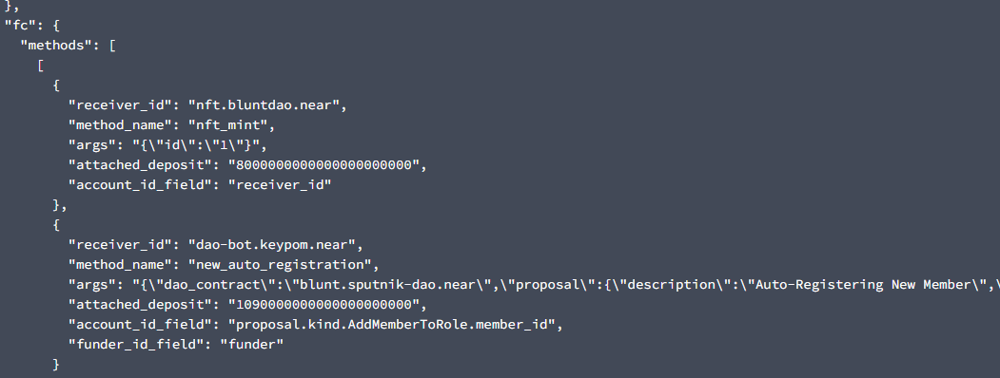 },
"fc": {
"methods": [
[
{
"receiver_id": "nft.bluntdao.near",
"method_name": "nft_mint",
"args": "{\"id\":\"1\"}",
"attached_deposit": "8000000000000000000000",
"account_id_field": "receiver_id"
},
{
"receiver_id": "dao-bot.keypom.near",
"method_name": "new_auto_registration",
"args": "{\"dao_contract\":\"blunt.sputnik-dao.near\",\"proposal\":{\"description\":\"Auto-Registering New Member\",\
"attached_deposit": "1090000000000000000000",
"account_id_field": "proposal.kind.AddMemberToRole.member_id",
"funder_id_field": "funder"
}